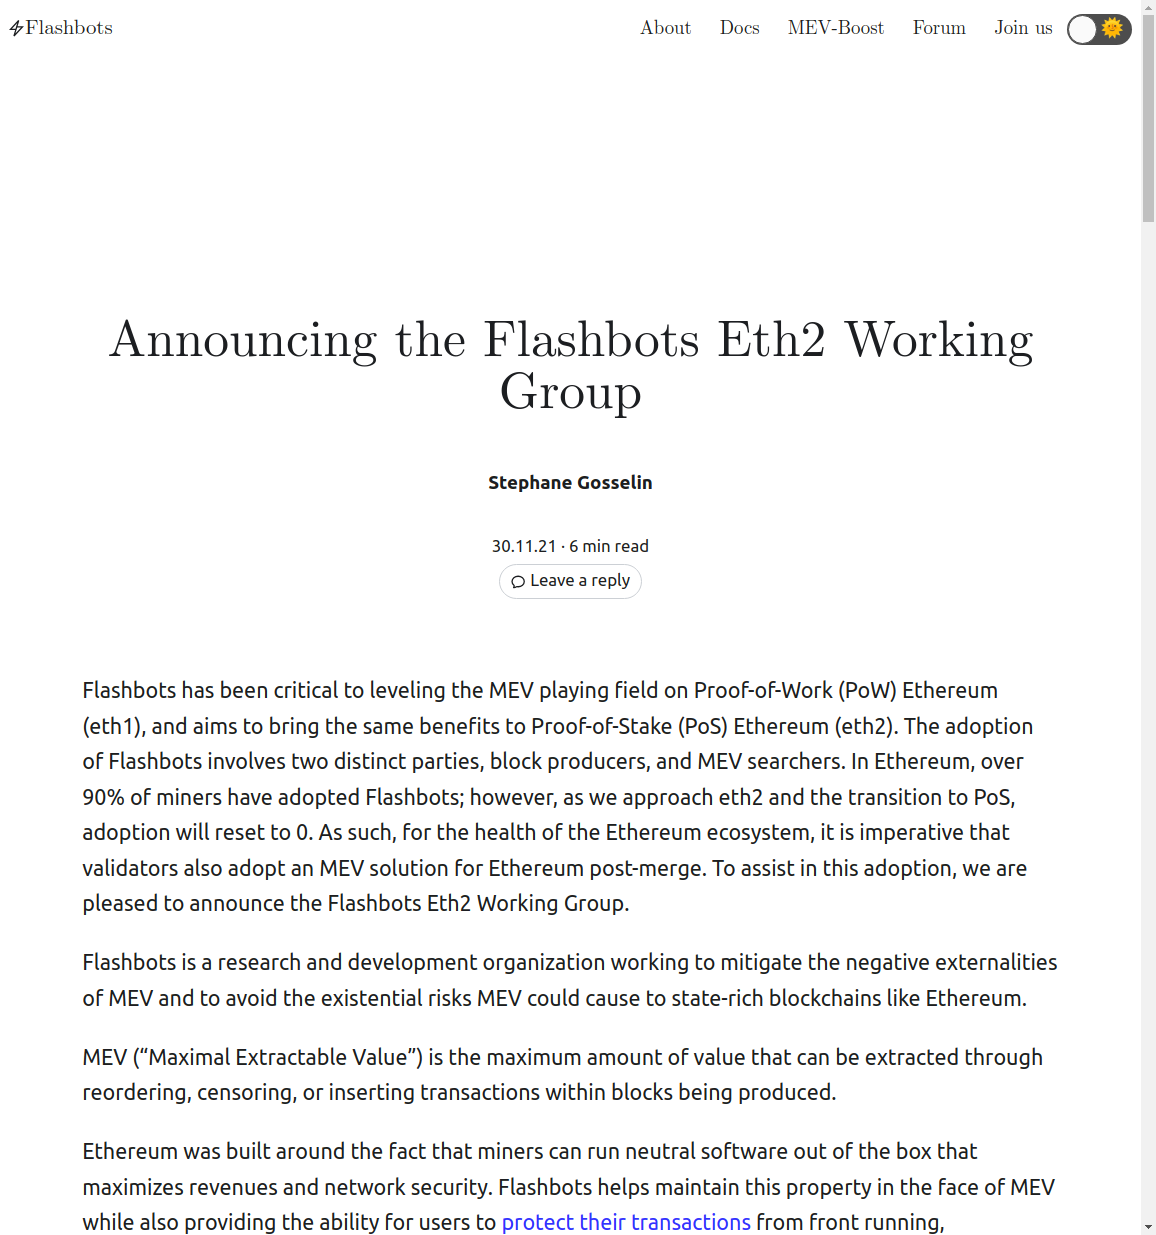 Flashbots
About Docs MEV-Boost Forum Join us
Announcing the Flashbots Eth2 Working
Group
Stephane Gosselin
30.11.21 · 6 min read
Leave a reply
Flashbots has been critical to leveling the MEV playing field on Proof-of-Work (PoW) Ethereum
(eth1), and aims to bring the same benefits to Proof-of-Stake (PoS) Ethereum (eth2). The adoption
of Flashbots involves two distinct parties, block producers, and MEV searchers. In Ethereum, over
90% of miners have adopted Flashbots; however, as we approach eth2 and the transition to PoS,
adoption will reset to 0. As such, for the health of the Ethereum ecosystem, it is imperative that
validators also adopt an MEV solution for Ethereum post-merge. To assist in this adoption, we are
pleased to announce the Flashbots Eth2 Working Group.
Flashbots is a research and development organization working to mitigate the negative externalities
of MEV and to avoid the existential risks MEV could cause to state-rich blockchains like Ethereum.
MEV (“Maximal Extractable Value”) is the maximum amount of value that can be extracted through
reordering, censoring, or inserting transactions within blocks being produced.
Ethereum was built around the fact that miners can run neutral software out of the box that
maximizes revenues and network security. Flashbots helps maintain this property in the face of MEV
while also providing the ability for users to protect their transactions from front running,